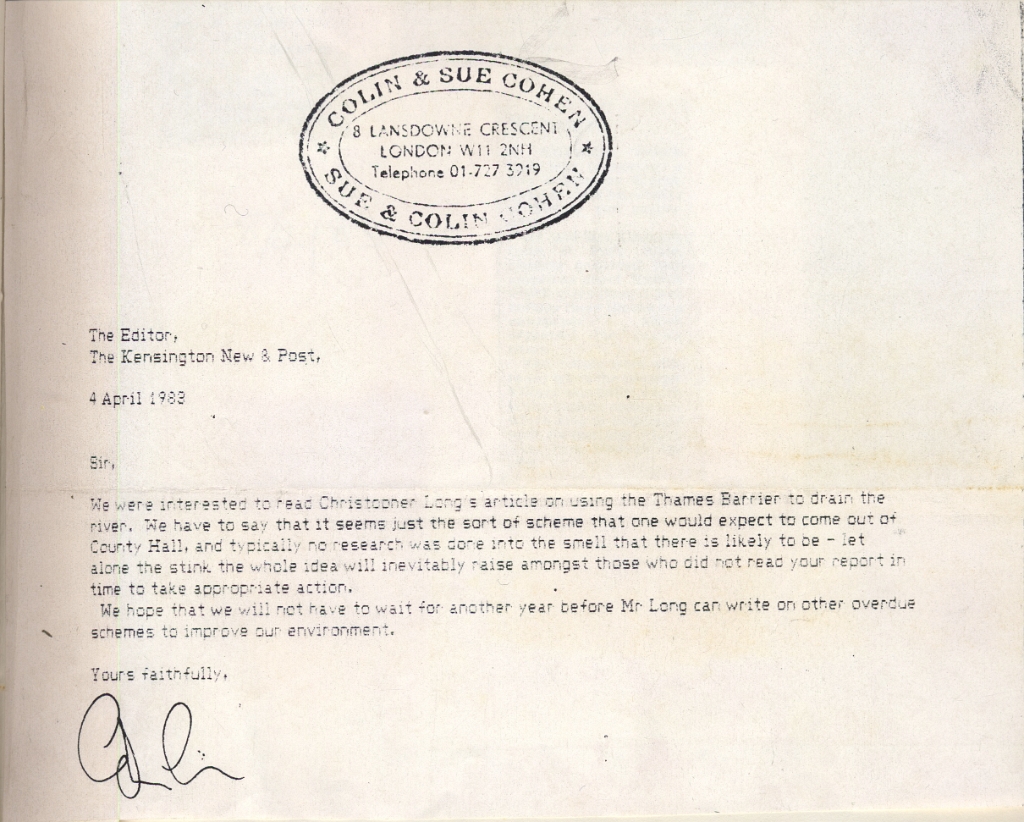 COLIN & SUE COHEN
8 LANSDOWNE CRESCENT
LONDON W11 2NH
Telephone 01-727 3919
SUE & COLIN COHEN
The Editor,
The Kensington New & Post,
4 April 1983
Sir,
We were interested to read Christopher Long's article on using the Thames Barrier to drain the
river. We have to say that it seems just the sort of scheme that one would expect to come out of
County Hall, and typically no research was done into the smell that there is likely to be - let
alone the stink the whole idea will inevitably raise amongst those who did not read your report in
time to take appropriate action.
We hope that we will not have to wait for another year before Mr Long can write on other overdue
schemes to improve our environment.
Yours faithfully,
Colin